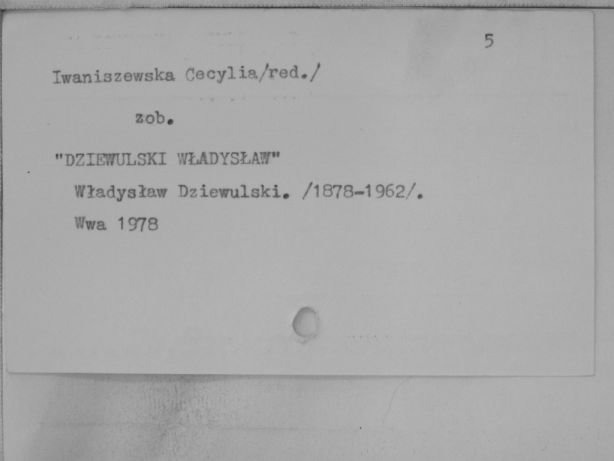 5
Iwaniszewska Cecylia/red./
zob.
"DZIEWULSKI WŁADYSŁAW"
Władysław Dziewulski. /1878-1962/.
Wwa 1978